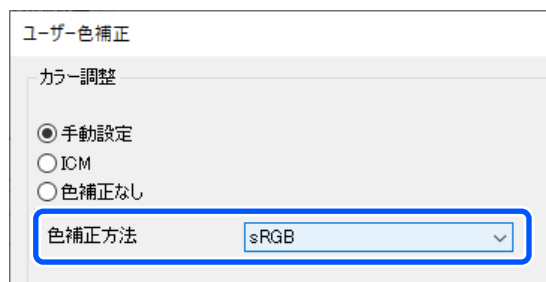 ユーザー色補正
カラー調整
手動設定
ICM
色補正なし
色補正方法 sRGB